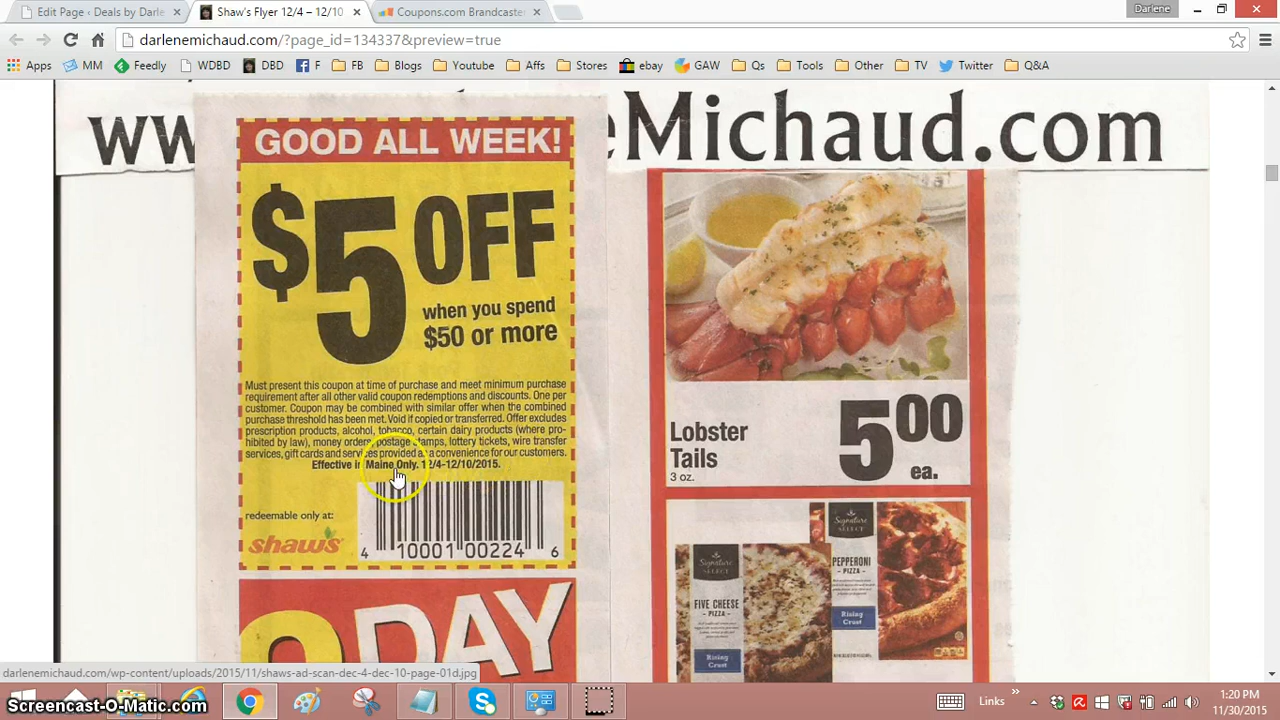 Edit Page ‹ Deals by Darle
Shaw's Flyer 12/4 – 12/10
Coupons.com Brandcaster
Darlene
darlenemichaud.com/?page_id=134337&preview=true
Apps MM Feedly WDBD DBD F FB Blogs Youtube Affs Stores ebay GAW Qs Tools Other TV Twitter Q&A
ww eMichaud.com
GOOD ALL WEEK!
$5 OFF
when you spend
$50 or more
Must present this coupon at time of purchase and meet minimum purchase
requirement after all other valid coupon redemptions and discounts. One per
customer. Coupon may be combined with similar offer when the combined
purchase threshold has been met. Void if copied or transferred. Offer excludes
prescription products, alcohol, tobacco, certain dairy products (where pro-
hibited by law), money orders, postage stamps, lottery tickets, wire transfer
services, gift cards and services provided as a convenience for our customers.
Effective in Maine Only. 12/4-12/10/2015.
redeemable only at:
shaw's
4 10001 00224 6
DAY
Lobster
Tails
3 oz.
5 00
ea.
Signature
SELECT
FIVE CHEESE
PIZZA
Rising
Crust
Signature
SELECT
PEPPERONI
PIZZA
Rising
Crust
darlenemichaud.com/wp-content/uploads/2015/11/shaws-ad-scan-dec-4-dec-10-page-01d.jpg
Screencast-O-Matic.com
Links
1:20 PM
11/30/2015